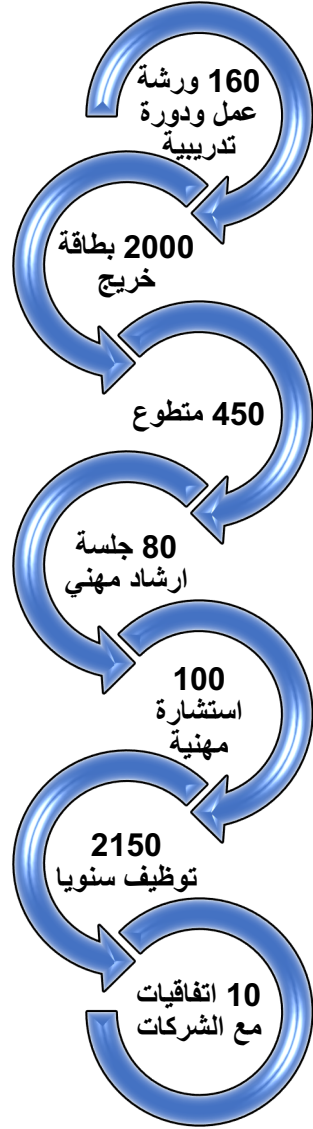 160 ورشة
عمل ودورة
تدريبية
2000 بطاقة
خريج
450 متطوع
80 جلسة
ارشاد مهني
100
استشارة
مهنية
2150
توظيف سنويا
10 اتفاقيات
مع الشركات